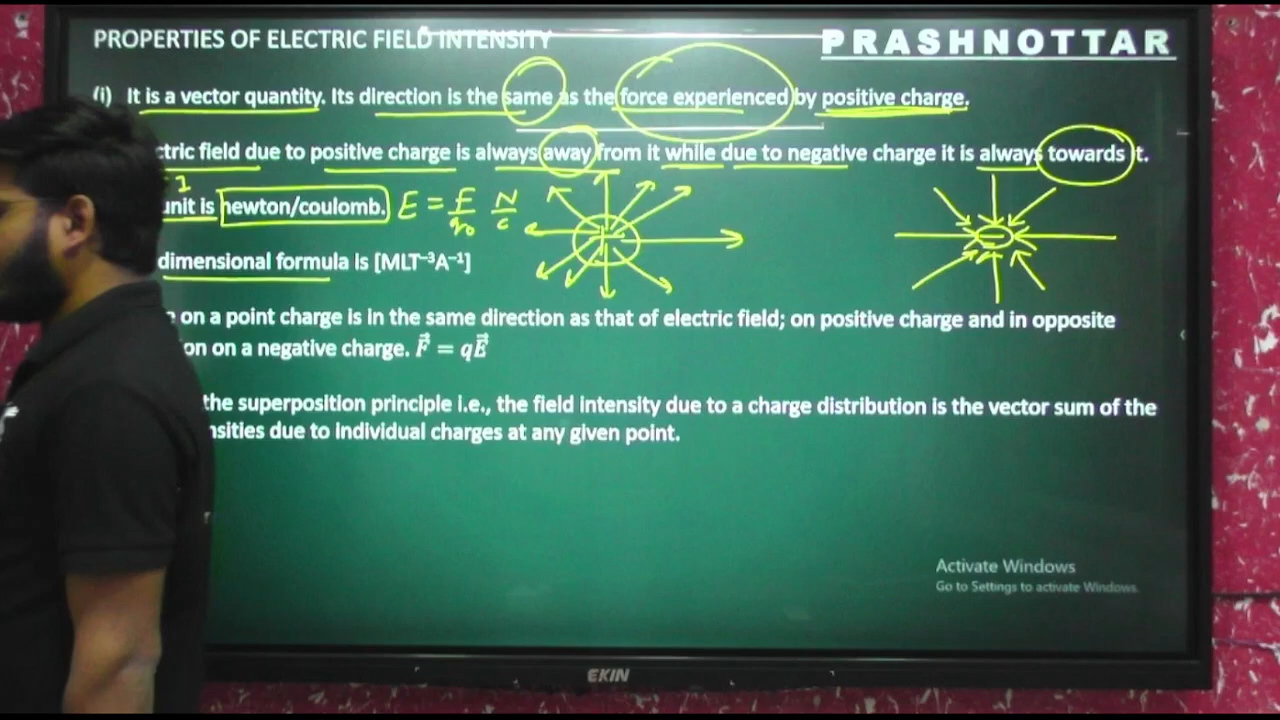 PROPERTIES OF ELECTRIC FIELD INTENSITY
PRASHNOTTAR
(i) It is a vector quantity. Its direction is the same as the force experienced by positive charge.
ctric field due to positive charge is always away from it while due to negative charge it is always towards it.
unit is newton/coulomb. E = F/q₀ N/C
dimensional formula is [MLT⁻³A⁻¹]
on a point charge is in the same direction as that of electric field; on positive charge and in opposite
on on a negative charge. F⃗ = qE⃗
the superposition principle i.e., the field intensity due to a charge distribution is the vector sum of the
nsities due to individual charges at any given point.
Activate Windows
Go to Settings to activate Windows.
EKIN